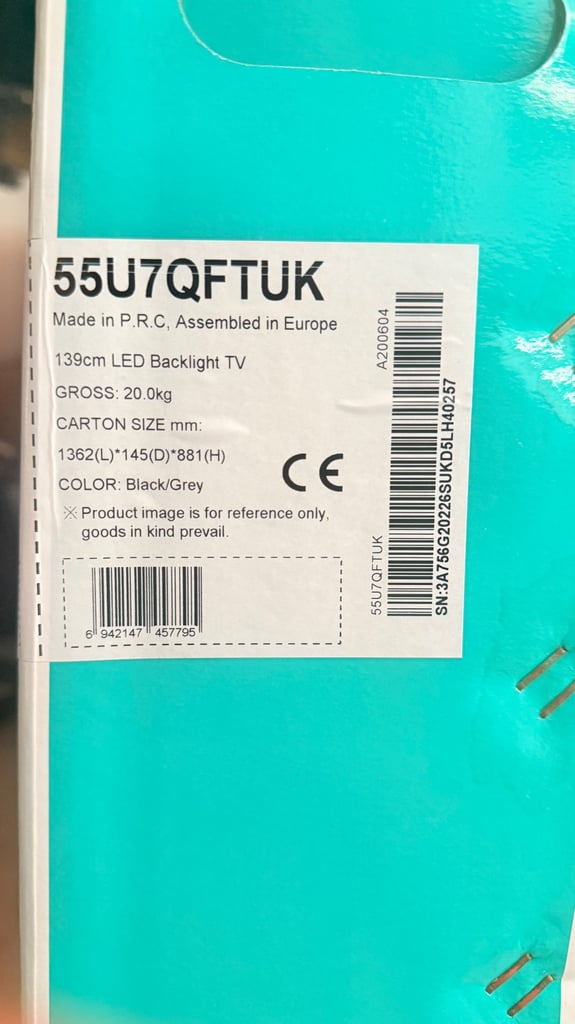 55U7QFTUK
Made in P.R.C, Assembled in Europe
139cm LED Backlight TV
GROSS: 20.0kg
CARTON SIZE mm:
1362(L)*145(D)*881(H)
COLOR: Black/Grey
※ Product image is for reference only,
goods in kind prevail.
6 942147 457795
A200604
55U7QFTUK
SN:3A756G20226SUKD5LH40257
CE